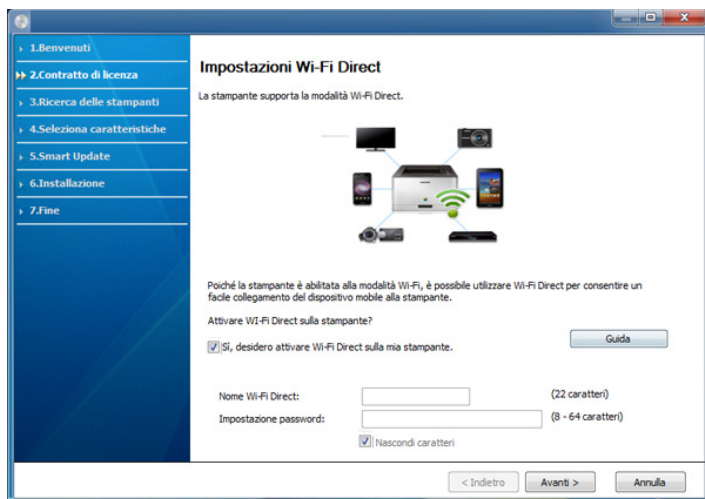 1.Benvenuti
2.Contratto di licenza
3.Ricerca delle stampanti
4.Seleziona caratteristiche
5.Smart Update
6.Installazione
7.Fine
Impostazioni Wi-Fi Direct
La stampante supporta la modalità Wi-Fi Direct.
Poiché la stampante è abilitata alla modalità Wi-Fi, è possibile utilizzare Wi-Fi Direct per consentire un
facile collegamento del dispositivo mobile alla stampante.
Attivare WI-Fi Direct sulla stampante?
Sì, desidero attivare Wi-Fi Direct sulla mia stampante.
Guida
Nome Wi-Fi Direct: (22 caratteri)
Impostazione password: (8 - 64 caratteri)
Nascondi caratteri
< Indietro Avanti > Annulla